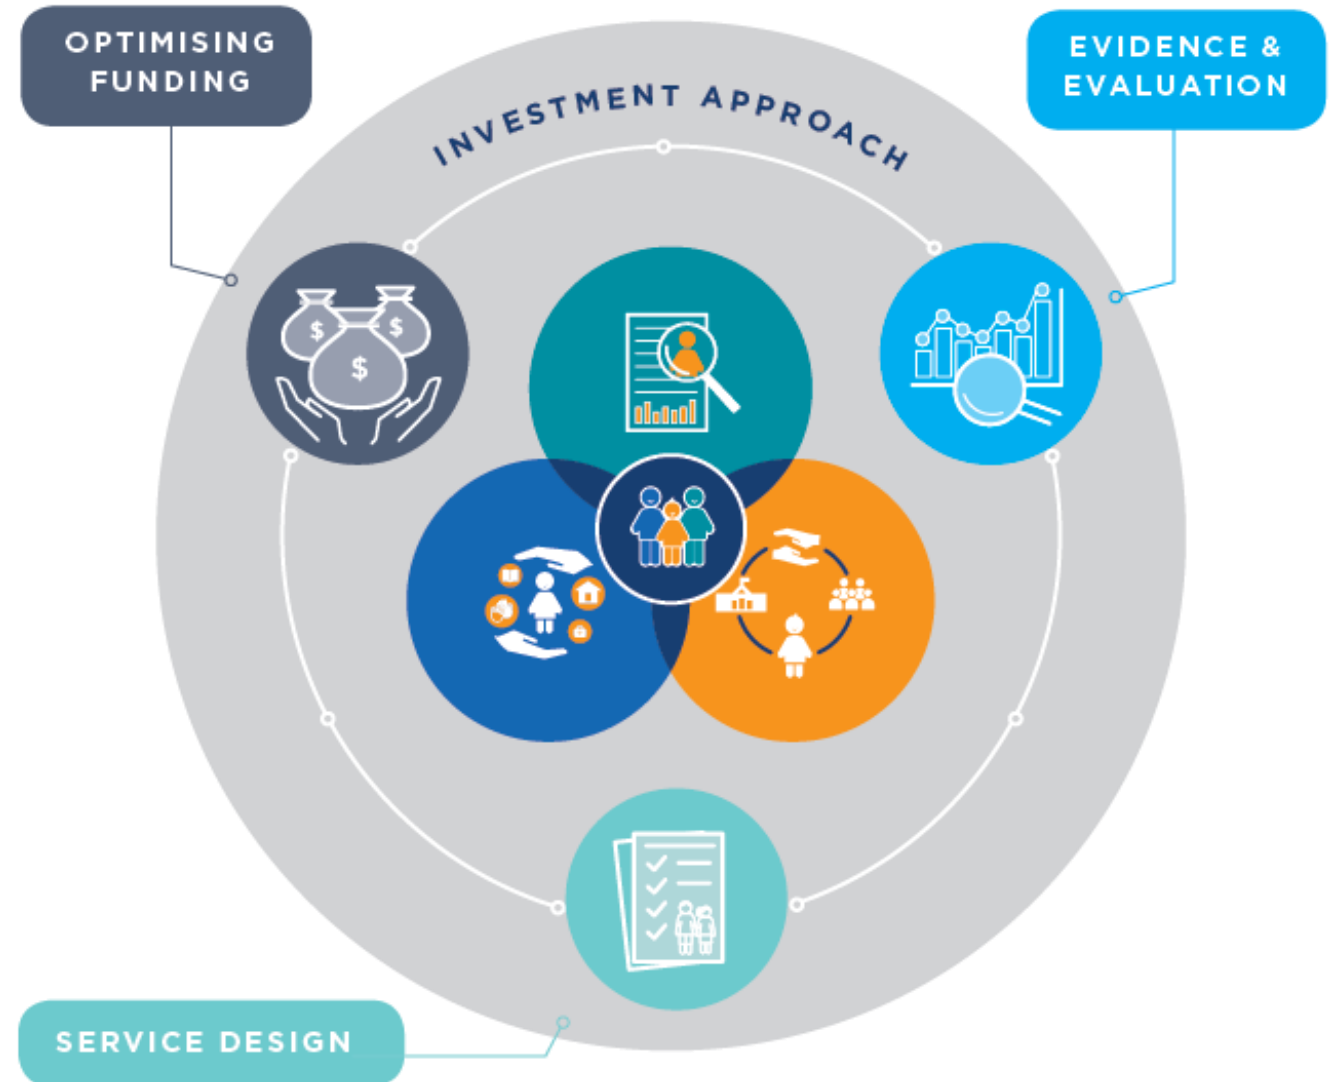 OPTIMISING
FUNDING
EVIDENCE &
EVALUATION
INVESTMENT APPROACH
$
$
$
SERVICE DESIGN